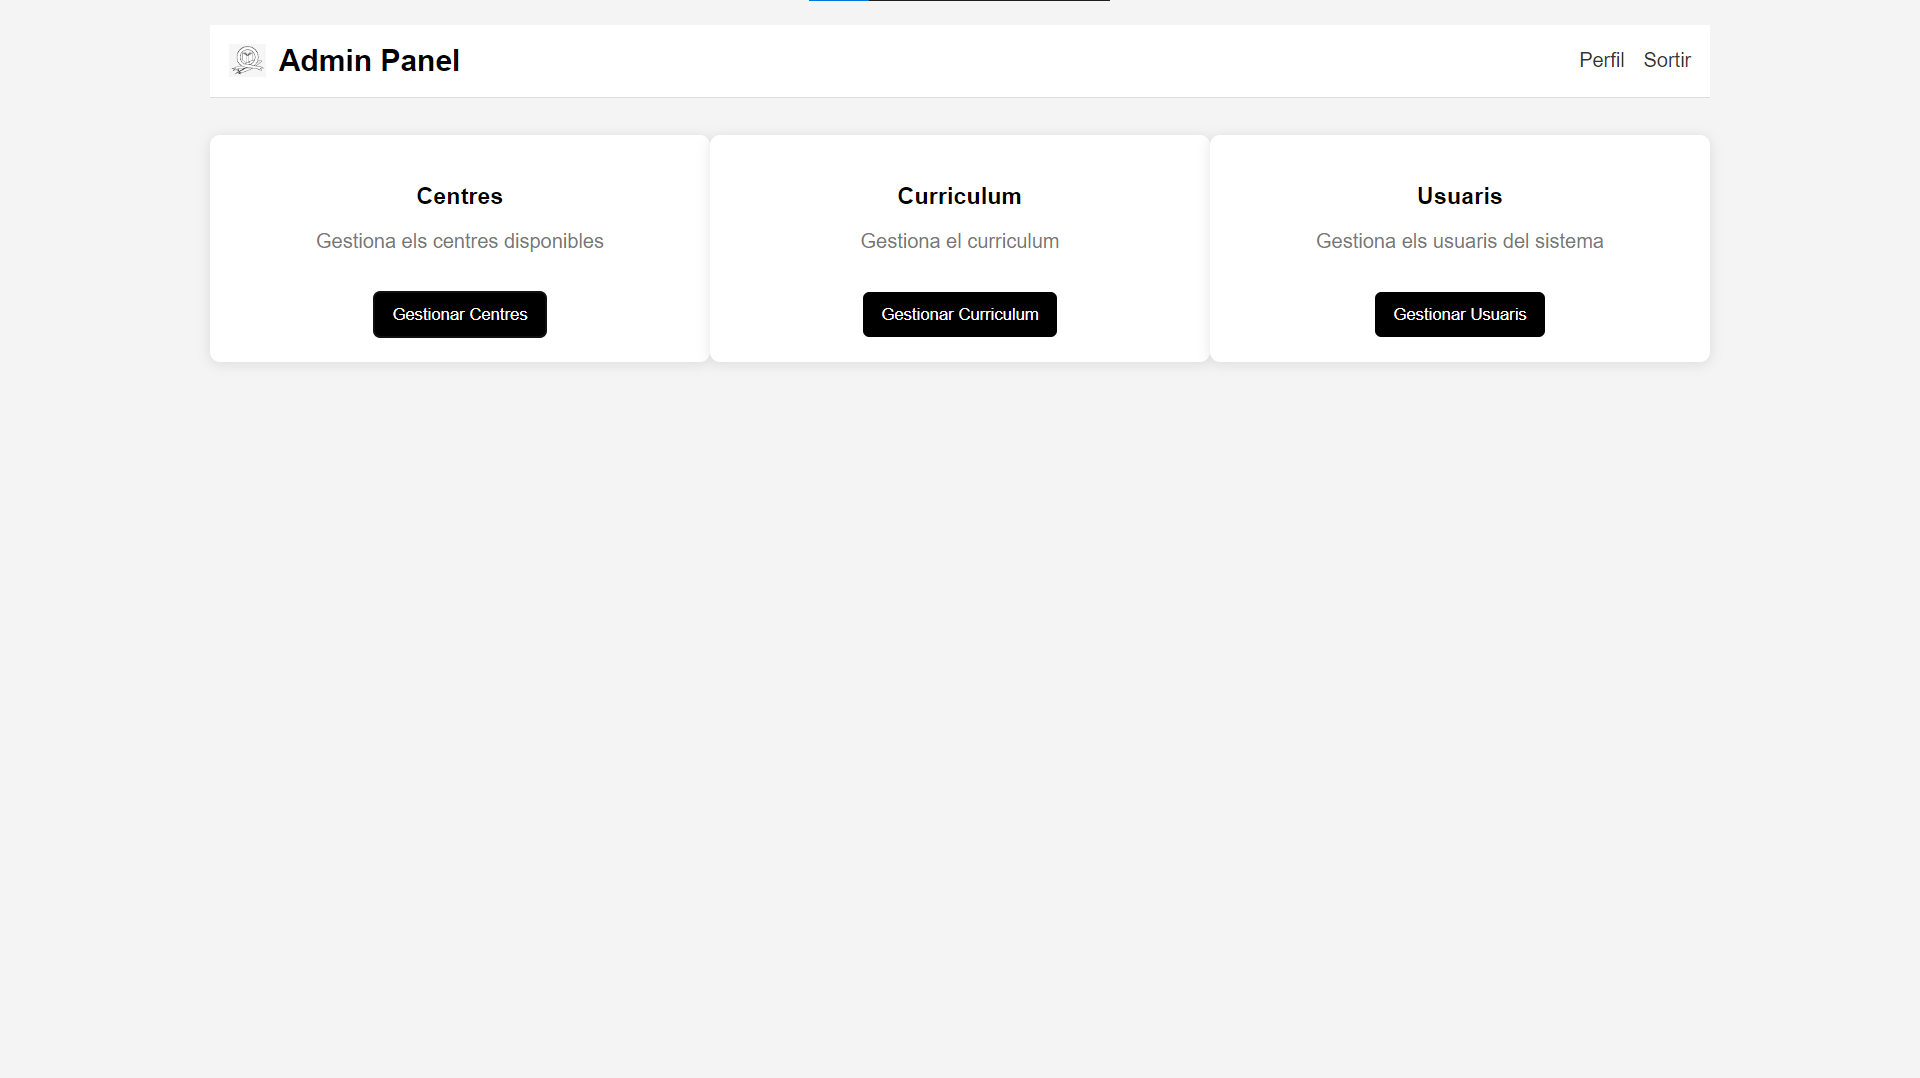 Admin Panel
Perfil Sortir
Centres
Gestiona els centres disponibles
Gestionar Centres
Curriculum
Gestiona el curriculum
Gestionar Curriculum
Usuaris
Gestiona els usuaris del sistema
Gestionar Usuaris